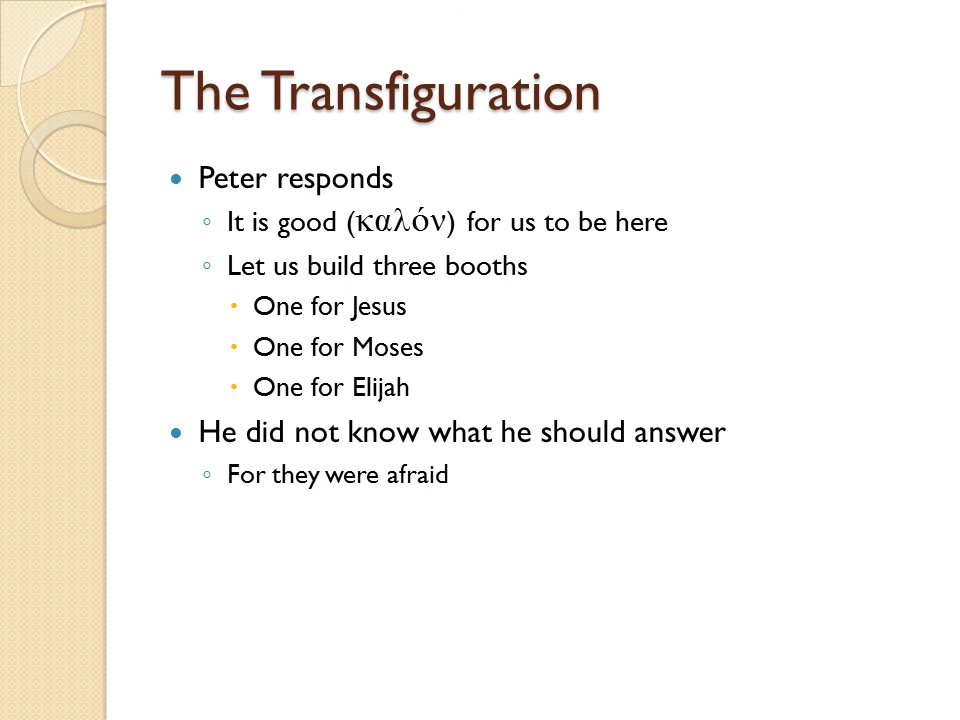 The Transfiguration
Peter responds
It is good (καλόν) for us to be here
Let us build three booths
One for Jesus
One for Moses
One for Elijah
He did not know what he should answer
For they were afraid